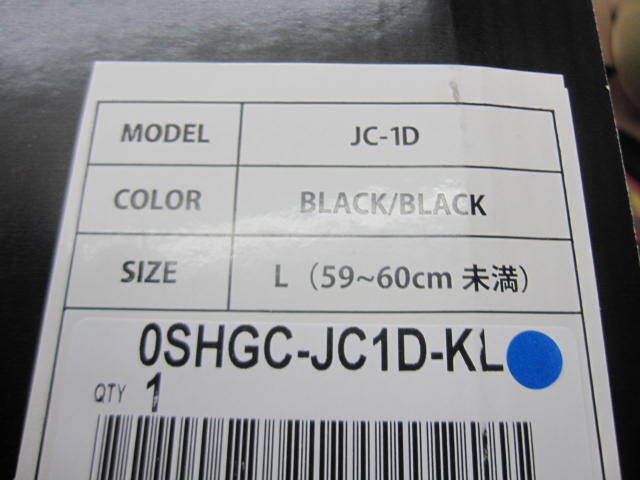 MODEL JC-1D
COLOR BLACK/BLACK
SIZE L（59~60cm 未満）
0SHGC-JC1D-KL
QTY 1